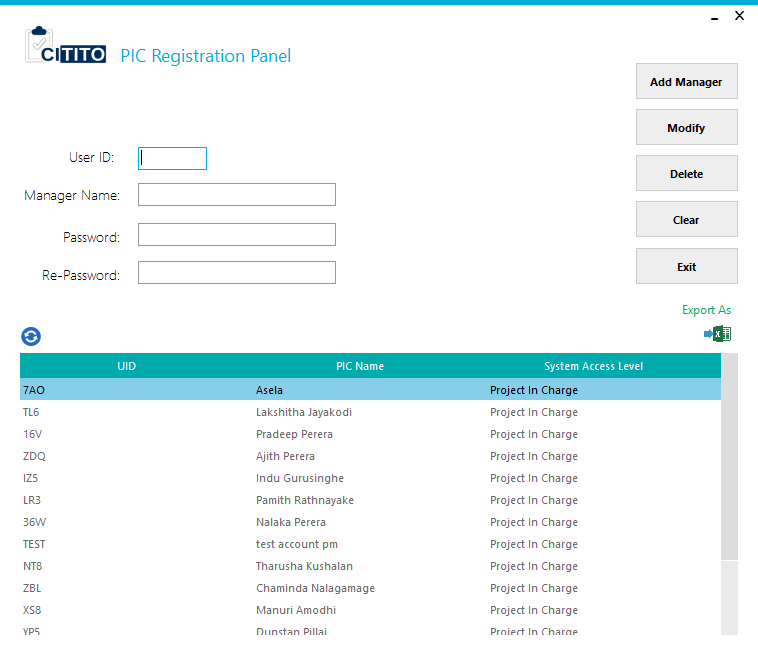 CITITO PIC Registration Panel
Add Manager
Modify
User ID:
Delete
Manager Name:
Clear
Password:
Exit
Re-Password:
Export As
UID PIC Name System Access Level
7AO Asela Project In Charge
TL6 Lakshitha Jayakodi Project In Charge
16V Pradeep Perera Project In Charge
ZDQ Ajith Perera Project In Charge
IZ5 Indu Gurusinghe Project In Charge
LR3 Pamith Rathnayake Project In Charge
36W Nalaka Perera Project In Charge
TEST test account pm Project In Charge
NT8 Tharusha Kushalan Project In Charge
ZBL Chaminda Nalagamage Project In Charge
XS8 Manuri Amodhi Project In Charge
YP5 Dunstan Pillai Project In Charge